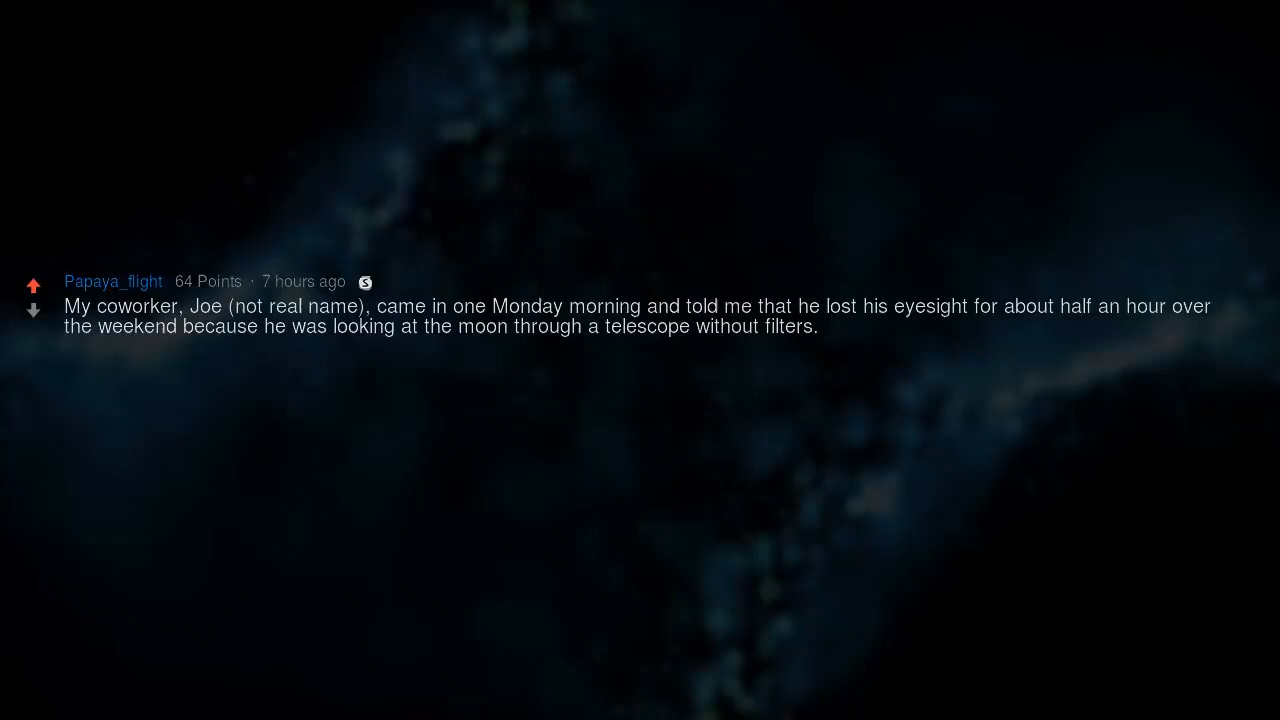 Papaya_flight 64 Points · 7 hours ago S
My coworker, Joe (not real name), came in one Monday morning and told me that he lost his eyesight for about half an hour over
the weekend because he was looking at the moon through a telescope without filters.